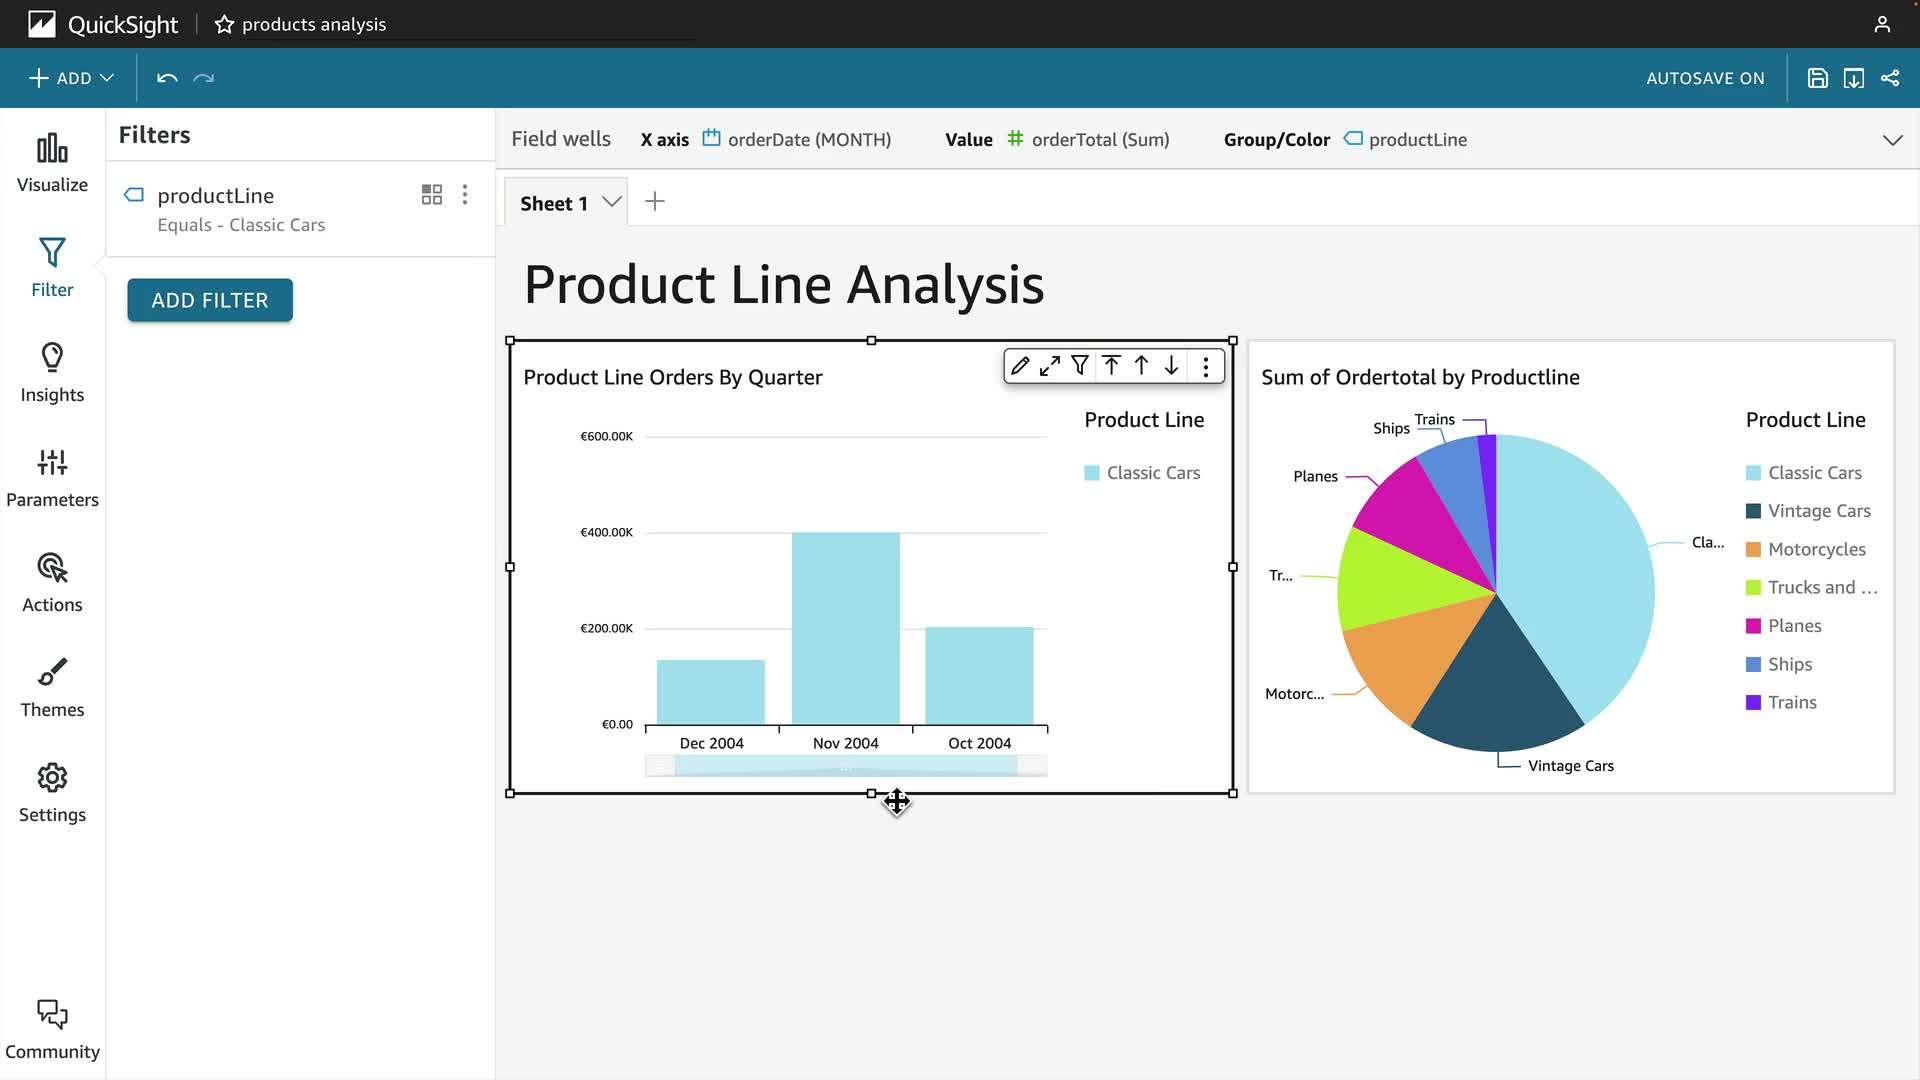 QuickSight
products analysis
ADD
AUTOSAVE ON
Visualize
Filter
Insights
Parameters
Actions
Themes
Settings
Community
Filters
productLine
Equals - Classic Cars
ADD FILTER
Field wells X axis orderDate (MONTH) Value orderTotal (Sum) Group/Color productLine
Sheet 1
Product Line Analysis
Product Line Orders By Quarter
€600.00K
€400.00K
€200.00K
€0.00
Dec 2004 Nov 2004 Oct 2004
Product Line
Classic Cars
Sum of Ordertotal by Productline
Trains
Ships
Planes
Cla...
Tr...
Motorc...
Vintage Cars
Product Line
Classic Cars
Vintage Cars
Motorcycles
Trucks and ...
Planes
Ships
Trains